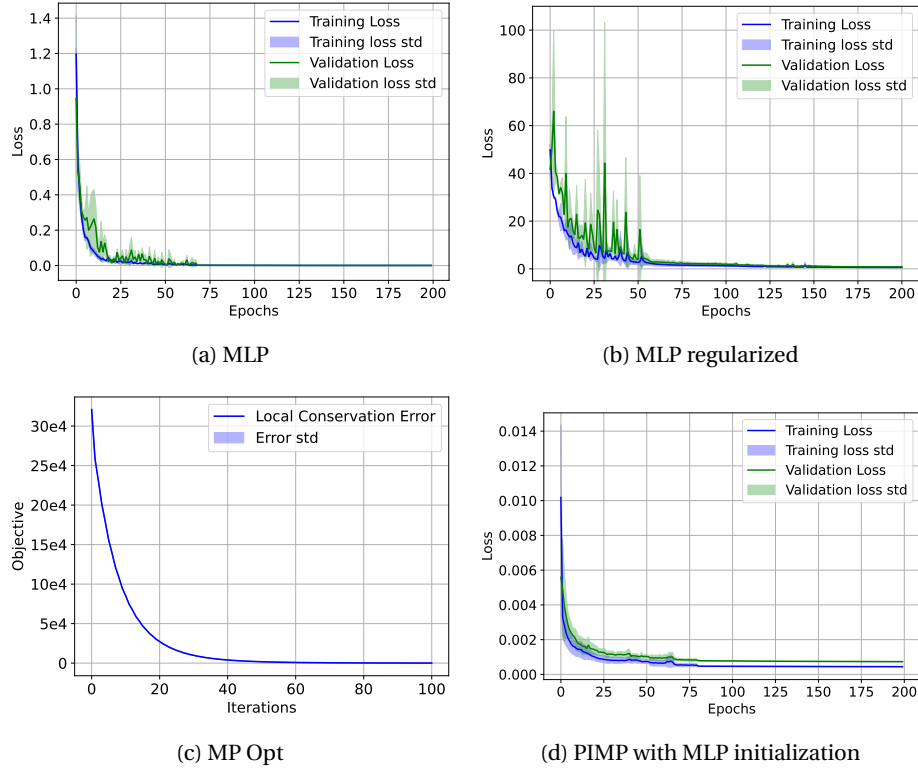 Training Loss
Training loss std
Validation Loss
Validation loss std
1.4
1.2
1.0
0.8
0.6
0.4
0.2
0.0
Loss
0 25 50 75 100 125 150 175 200
Epochs
(a) MLP
Training Loss
Training loss std
Validation Loss
Validation loss std
100
80
60
40
20
0
Loss
0 25 50 75 100 125 150 175 200
Epochs
(b) MLP regularized
Local Conservation Error
Error std
30e4
25e4
20e4
15e4
10e4
5e4
0
Objective
0 20 40 60 80 100
Iterations
(c) MP Opt
Training Loss
Training loss std
Validation Loss
Validation loss std
0.014
0.012
0.010
0.008
0.006
0.004
0.002
0.000
Loss
0 25 50 75 100 125 150 175 200
Epochs
(d) PIMP with MLP initialization